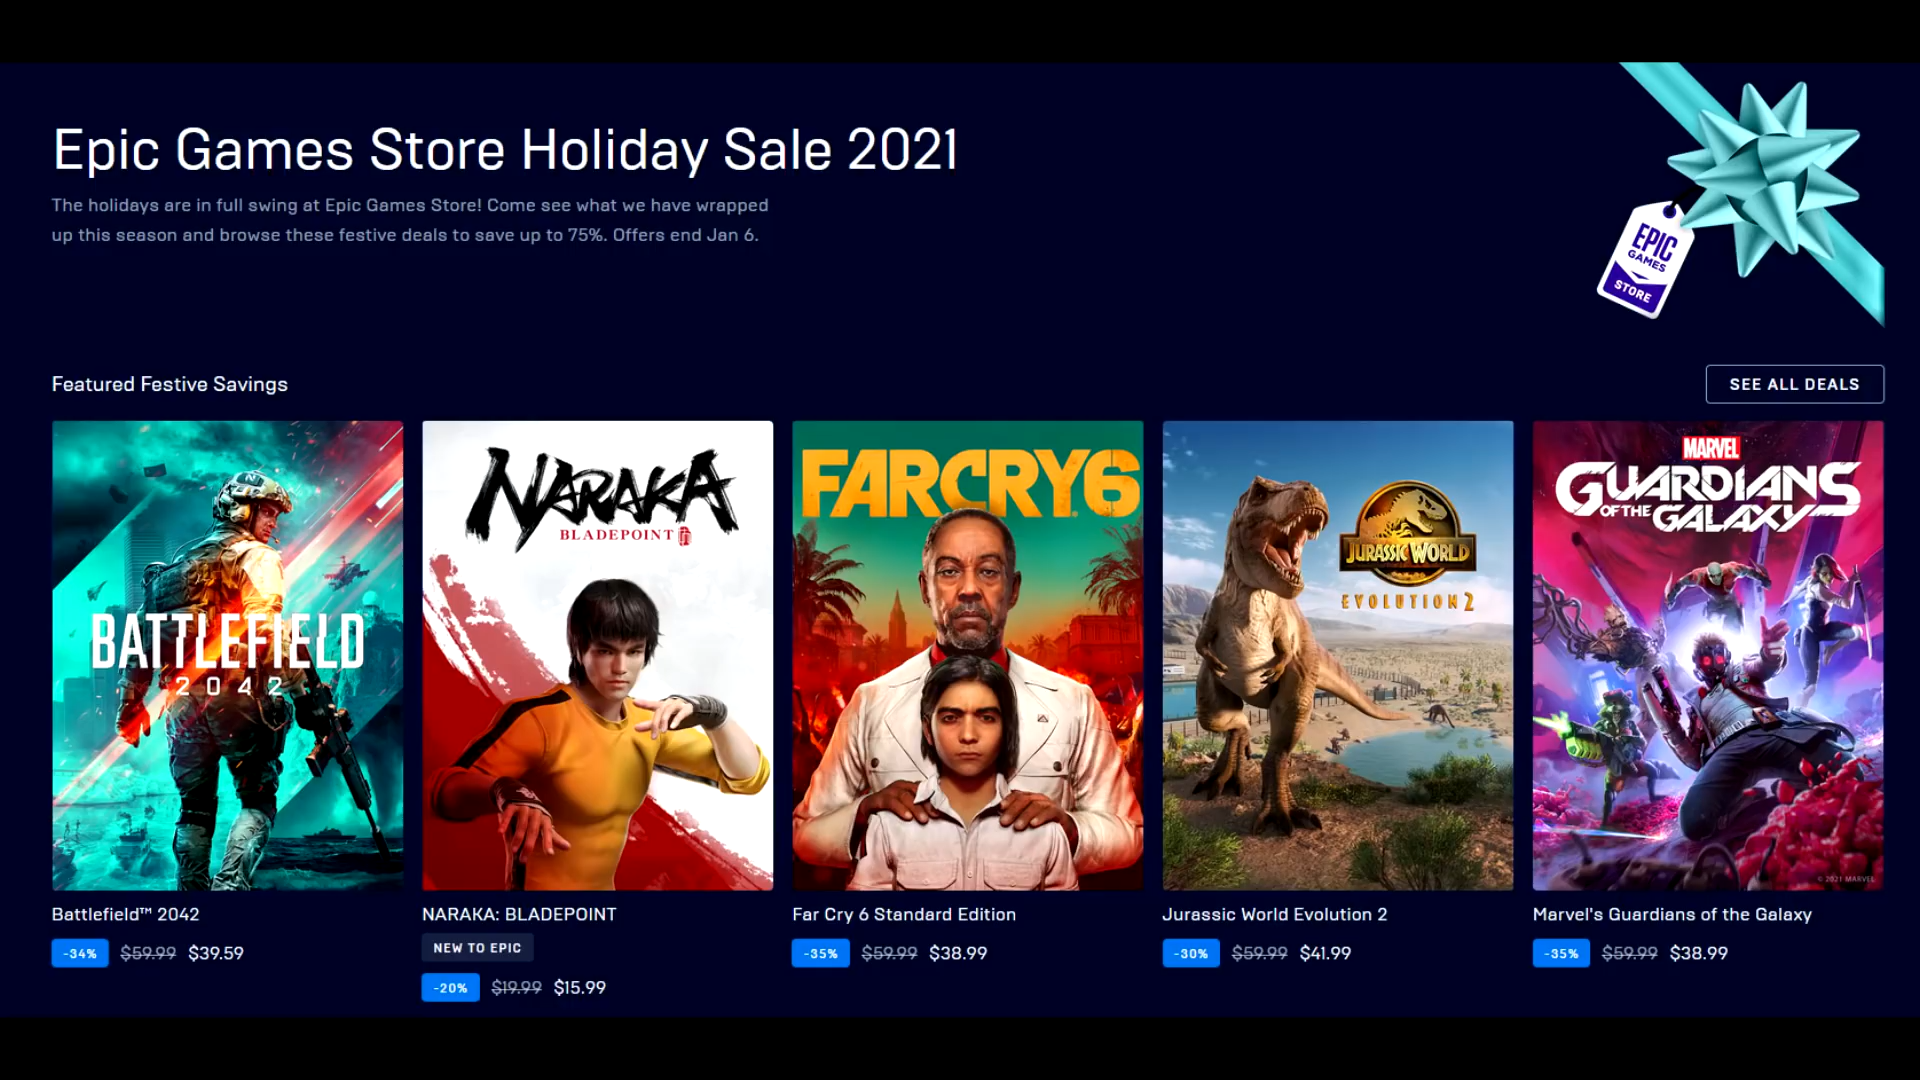 Epic Games Store Holiday Sale 2021
The holidays are in full swing at Epic Games Store! Come see what we have wrapped
up this season and browse these festive deals to save up to 75%. Offers end Jan 6.
EPIC
GAMES
STORE
Featured Festive Savings
SEE ALL DEALS
BATTLEFIELD
2042
NARAKA
BLADEPOINT
FARCRY6
JURASSIC WORLD
EVOLUTION 2
MARVEL
GUARDIANS
OF THE
GALAXY
© 2021 MARVEL
Battlefield™ 2042
-34% $59.99 $39.59
NARAKA: BLADEPOINT
NEW TO EPIC
-20% $19.99 $15.99
Far Cry 6 Standard Edition
-35% $59.99 $38.99
Jurassic World Evolution 2
-30% $59.99 $41.99
Marvel's Guardians of the Galaxy
-35% $59.99 $38.99